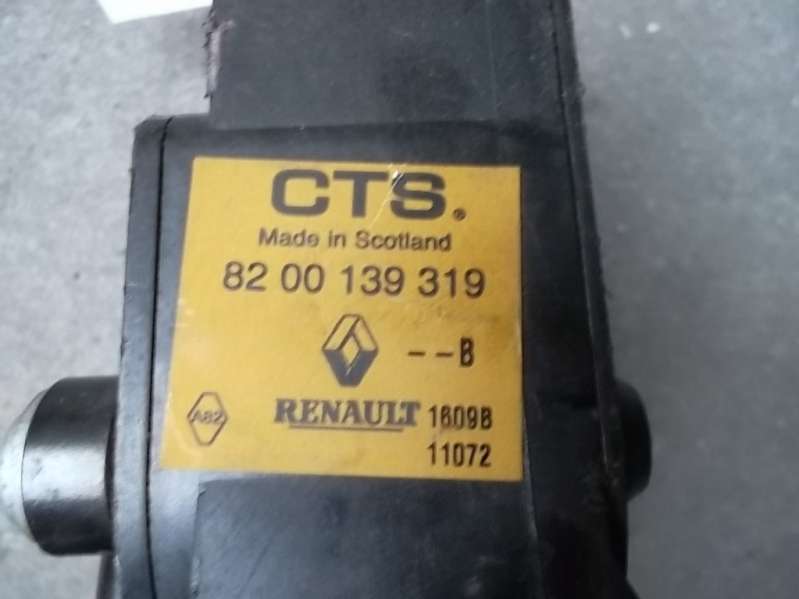 CTS.®
Made in Scotland
82 00 139 319
--B
A82
RENAULT 1609B
11072